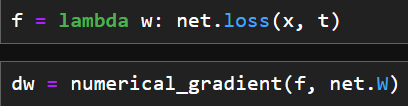 f = lambda w: net.loss(x, t)
dw = numerical_gradient(f, net.W)